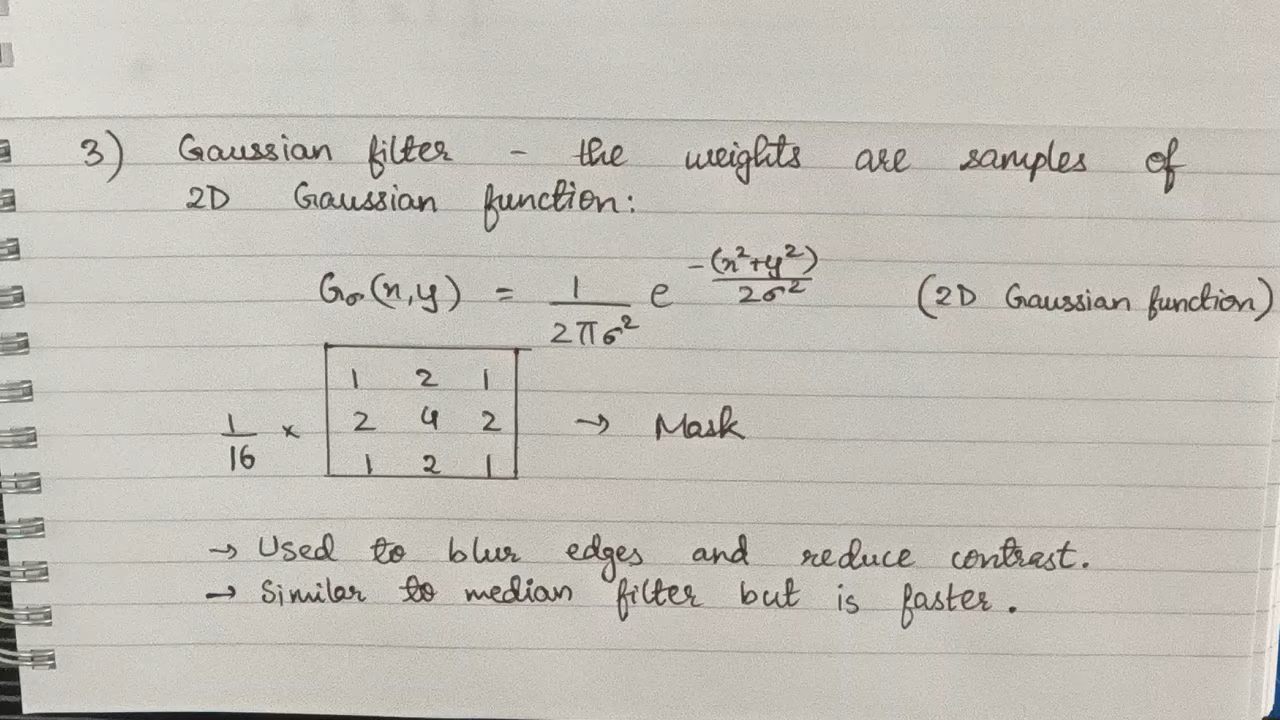 3) Gaussian filter - the weights are samples of
2D Gaussian function:
Gσ(x,y) = 1/(2πσ²) e^(-(x²+y²)/(2σ²)) (2D Gaussian function)
1 2 1
1/16 × 2 4 2 → Mask
1 2 1
→ Used to blur edges and reduce contrast.
→ Similar to median filter but is faster.